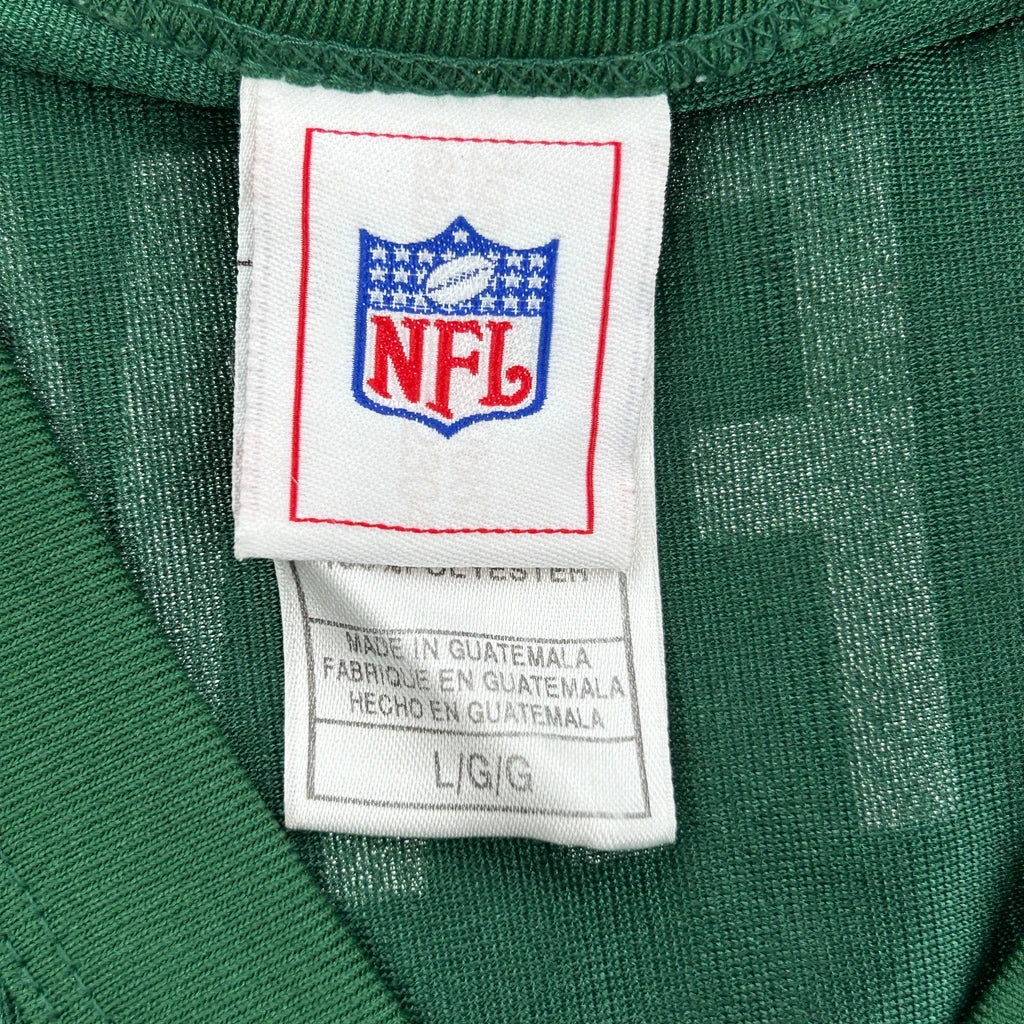 NFL
MADE IN GUATEMALA
FABRIQUE EN GUATEMALA
HECHO EN GUATEMALA
L/G/G